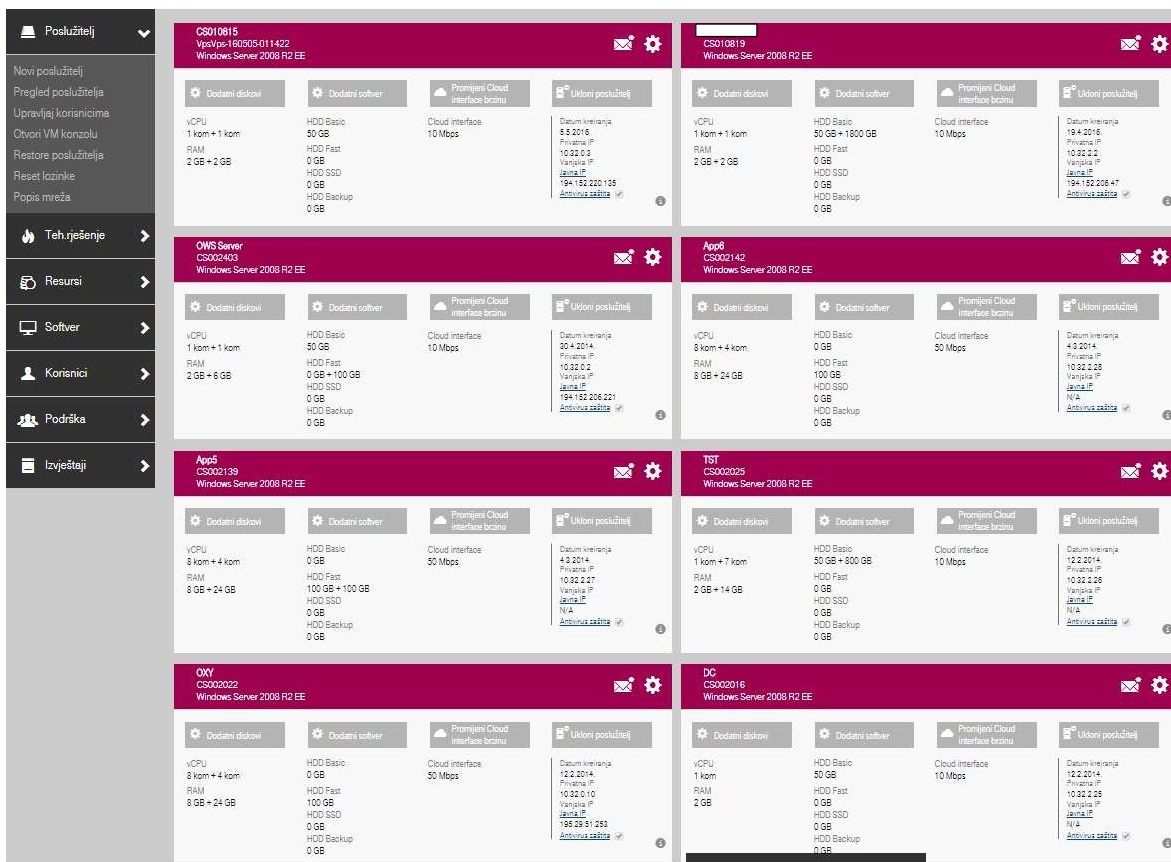 Poslužitelj
Novi poslužitelj
Pregled poslužitelja
Upravljaj korisnicima
Otvori VM konzolu
Restore poslužitelja
Reset lozinke
Popis mreža
Teh.rješenje
Resursi
Softver
Korisnici
Podrška
Izvještaji
CS010815
VpsVps-160505-011422
Windows Server 2008 R2 EE
Dodatni diskovi
Dodatni softver
Promijeni Cloud
interface brzinu
Ukloni poslužitelj
vCPU
1 kom + 1 kom
RAM
2 GB + 2 GB
HDD Basic
50 GB
HDD Fast
0 GB
HDD SSD
0 GB
HDD Backup
0 GB
Cloud interface
10 Mbps
Datum kreiranja
5.5.2016.
Privatna IP
10.32.0.3
Vanjska IP
Javna IP
194.152.220.135
Antivirus zaštita
CS010819
Windows Server 2008 R2 EE
Dodatni diskovi
Dodatni softver
Promijeni Cloud
interface brzinu
Ukloni poslužitelj
vCPU
1 kom + 1 kom
RAM
2 GB + 2 GB
HDD Basic
50 GB + 1800 GB
HDD Fast
0 GB
HDD SSD
0 GB
HDD Backup
0 GB
Cloud interface
10 Mbps
Datum kreiranja
19.4.2016.
Privatna IP
10.32.2.2
Vanjska IP
Javna IP
194.152.206.47
Antivirus zaštita
OWS Server
CS002403
Windows Server 2008 R2 EE
Dodatni diskovi
Dodatni softver
Promijeni Cloud
interface brzinu
Ukloni poslužitelj
vCPU
1 kom + 1 kom
RAM
2 GB + 6 GB
HDD Basic
50 GB
HDD Fast
0 GB + 100 GB
HDD SSD
0 GB
HDD Backup
0 GB
Cloud interface
10 Mbps
Datum kreiranja
30.4.2014.
Privatna IP
10.32.0.2
Vanjska IP
Javna IP
194.152.206.221
Antivirus zaštita
App6
CS002142
Windows Server 2008 R2 EE
Dodatni diskovi
Dodatni softver
Promijeni Cloud
interface brzinu
Ukloni poslužitelj
vCPU
8 kom + 4 kom
RAM
8 GB + 24 GB
HDD Basic
0 GB
HDD Fast
100 GB
HDD SSD
0 GB
HDD Backup
0 GB
Cloud interface
50 Mbps
Datum kreiranja
4.3.2014.
Privatna IP
10.32.2.28
Vanjska IP
Javna IP
N/A
Antivirus zaštita
App5
CS002139
Windows Server 2008 R2 EE
Dodatni diskovi
Dodatni softver
Promijeni Cloud
interface brzinu
Ukloni poslužitelj
vCPU
8 kom + 4 kom
RAM
8 GB + 24 GB
HDD Basic
0 GB
HDD Fast
100 GB + 100 GB
HDD SSD
0 GB
HDD Backup
0 GB
Cloud interface
50 Mbps
Datum kreiranja
4.3.2014.
Privatna IP
10.32.2.27
Vanjska IP
Javna IP
N/A
Antivirus zaštita
TST
CS002025
Windows Server 2008 R2 EE
Dodatni diskovi
Dodatni softver
Promijeni Cloud
interface brzinu
Ukloni poslužitelj
vCPU
1 kom + 7 kom
RAM
2 GB + 14 GB
HDD Basic
50 GB + 800 GB
HDD Fast
0 GB
HDD SSD
0 GB
HDD Backup
0 GB
Cloud interface
10 Mbps
Datum kreiranja
12.2.2014.
Privatna IP
10.32.2.26
Vanjska IP
Javna IP
N/A
Antivirus zaštita
OXY
CS002022
Windows Server 2008 R2 EE
Dodatni diskovi
Dodatni softver
Promijeni Cloud
interface brzinu
Ukloni poslužitelj
vCPU
8 kom + 4 kom
RAM
8 GB + 24 GB
HDD Basic
0 GB
HDD Fast
100 GB
HDD SSD
0 GB
HDD Backup
0 GB
Cloud interface
50 Mbps
Datum kreiranja
12.2.2014.
Privatna IP
10.32.0.10
Vanjska IP
Javna IP
195.29.51.253
Antivirus zaštita
DC
CS002016
Windows Server 2008 R2 EE
Dodatni diskovi
Dodatni softver
Promijeni Cloud
interface brzinu
Ukloni poslužitelj
vCPU
1 kom
RAM
2 GB
HDD Basic
50 GB
HDD Fast
0 GB
HDD SSD
0 GB
HDD Backup
0 GB
Cloud interface
10 Mbps
Datum kreiranja
12.2.2014.
Privatna IP
10.32.2.25
Vanjska IP
Javna IP
N/A
Antivirus zaštita